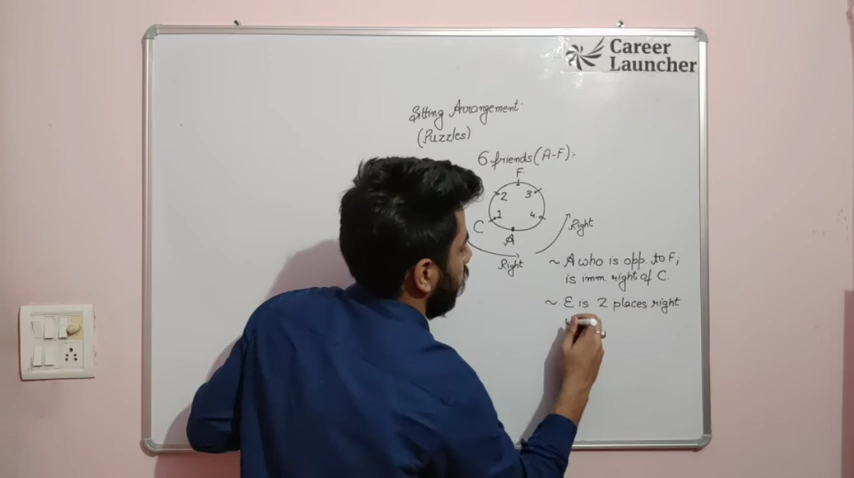 Career
Launcher
Sitting Arrangement
(Puzzles)
6 friends (A-F);
F
2 3
1 4
C
A
Right
Right
~ A who is opp. to F,
is imm. right of C.
~ E is 2 places right